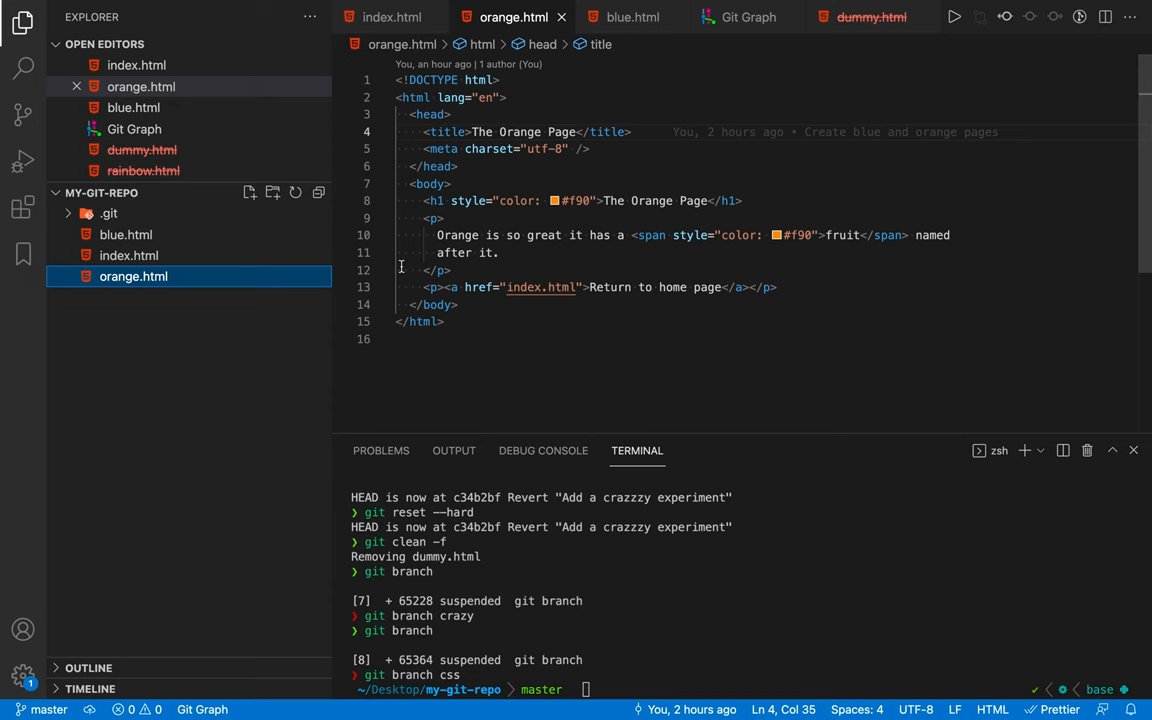 EXPLORER
OPEN EDITORS
index.html
orange.html
blue.html
Git Graph
dummy.html
rainbow.html
MY-GIT-REPO
.git
blue.html
index.html
orange.html
OUTLINE
TIMELINE
1
index.html orange.html blue.html Git Graph dummy.html
orange.html > html > head > title
You, an hour ago | 1 author (You)
1 <!DOCTYPE html>
2 <html lang="en">
3 <head>
4 <title>The Orange Page</title> You, 2 hours ago • Create blue and orange pages
5 <meta charset="utf-8" />
6 </head>
7 <body>
8 <h1 style="color: #f90">The Orange Page</h1>
9 <p>
10 Orange is so great it has a <span style="color: #f90">fruit</span> named
11 after it.
12 </p>
13 <p><a href="index.html">Return to home page</a></p>
14 </body>
15 </html>
16
PROBLEMS OUTPUT DEBUG CONSOLE TERMINAL zsh
HEAD is now at c34b2bf Revert "Add a crazzzy experiment"
❯ git reset --hard
HEAD is now at c34b2bf Revert "Add a crazzzy experiment"
❯ git clean -f
Removing dummy.html
❯ git branch
[7] + 65228 suspended git branch
❯ git branch crazy
❯ git branch
[8] + 65364 suspended git branch
❯ git branch css
~/Desktop/my-git-repo master ✓ base
master 0 0 Git Graph You, 2 hours ago Ln 4, Col 35 Spaces: 4 UTF-8 LF HTML Prettier